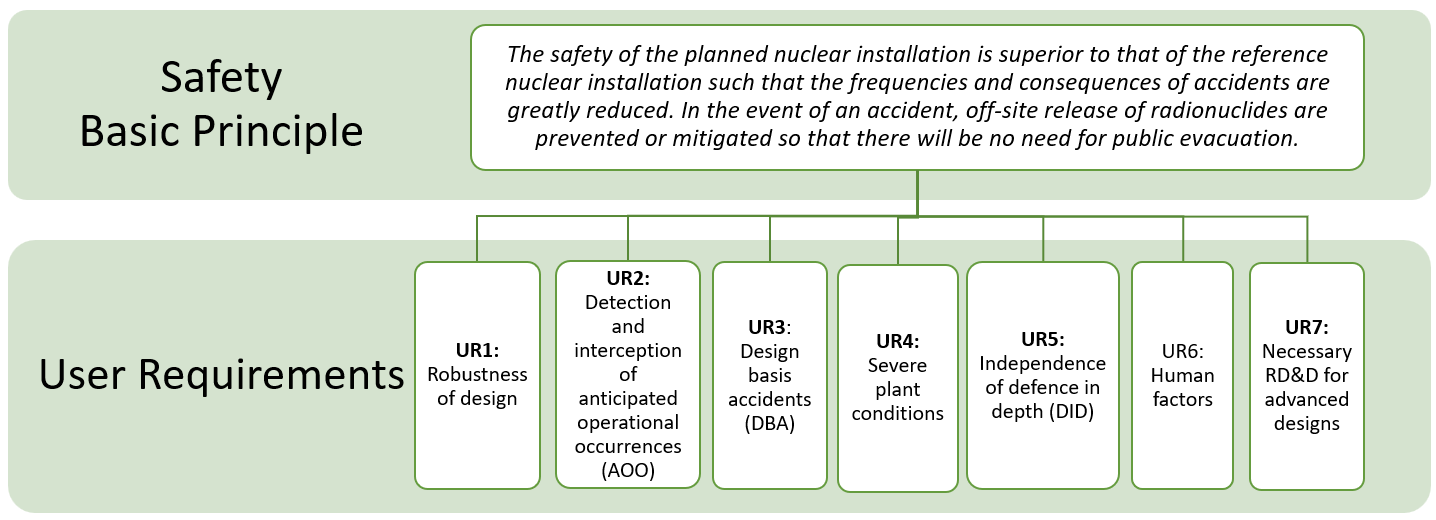 Safety
Basic Principle
The safety of the planned nuclear installation is superior to that of the reference
nuclear installation such that the frequencies and consequences of accidents are
greatly reduced. In the event of an accident, off-site release of radionuclides are
prevented or mitigated so that there will be no need for public evacuation.
User Requirements
UR1:
Robustness
of design
UR2:
Detection
and
interception
of
anticipated
operational
occurrences
(AOO)
UR3:
Design
basis
accidents
(DBA)
UR4:
Severe
plant
conditions
UR5:
Independence
of defence in
depth (DID)
UR6:
Human
factors
UR7:
Necessary
RD&D for
advanced
designs